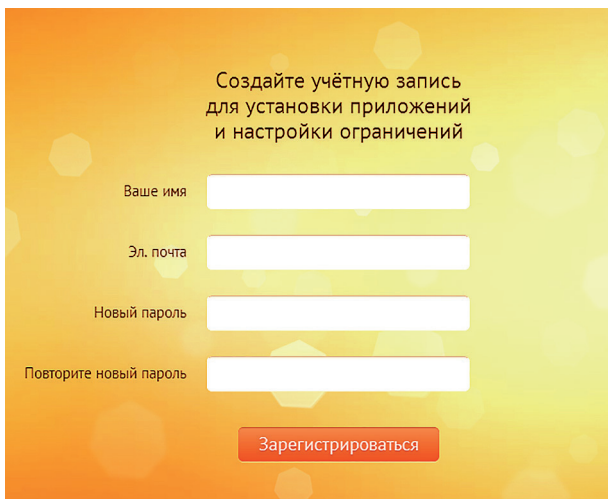 Создайте учётную запись
для установки приложений
и настройки ограничений
Ваше имя
Эл. почта
Новый пароль
Повторите новый пароль
Зарегистрироваться